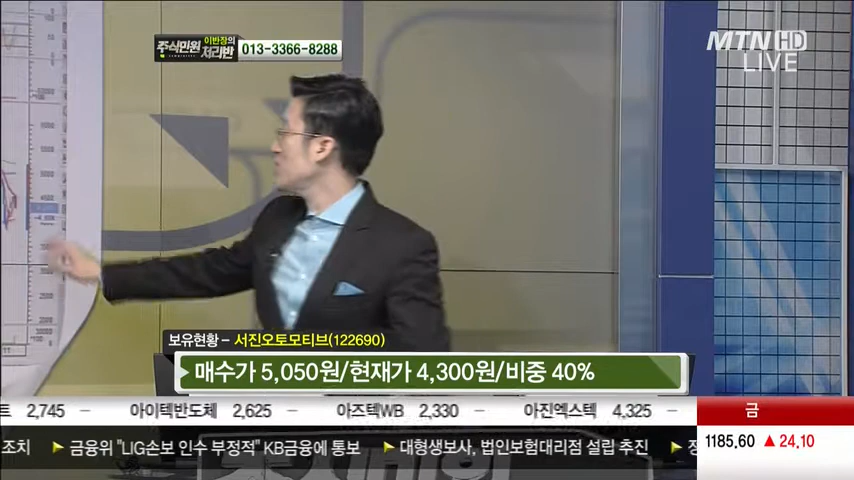 주식민원 이반장의 처리반 013-3366-8288
MTN HD
LIVE
보유현황 - 서진오토모티브(122690)
매수가 5,050원/현재가 4,300원/비중 40%
트 2,745 － 아이텍반도체 2,625 － 아즈텍WB 2,330 － 아진엑스텍 4,325 － 금
조치 ▶ 금융위 "LIG손보 인수 부정적" KB금융에 통보 ▶ 대형생보사, 법인보험대리점 설립 추진 ▶
1185.60 ▲ 24.10